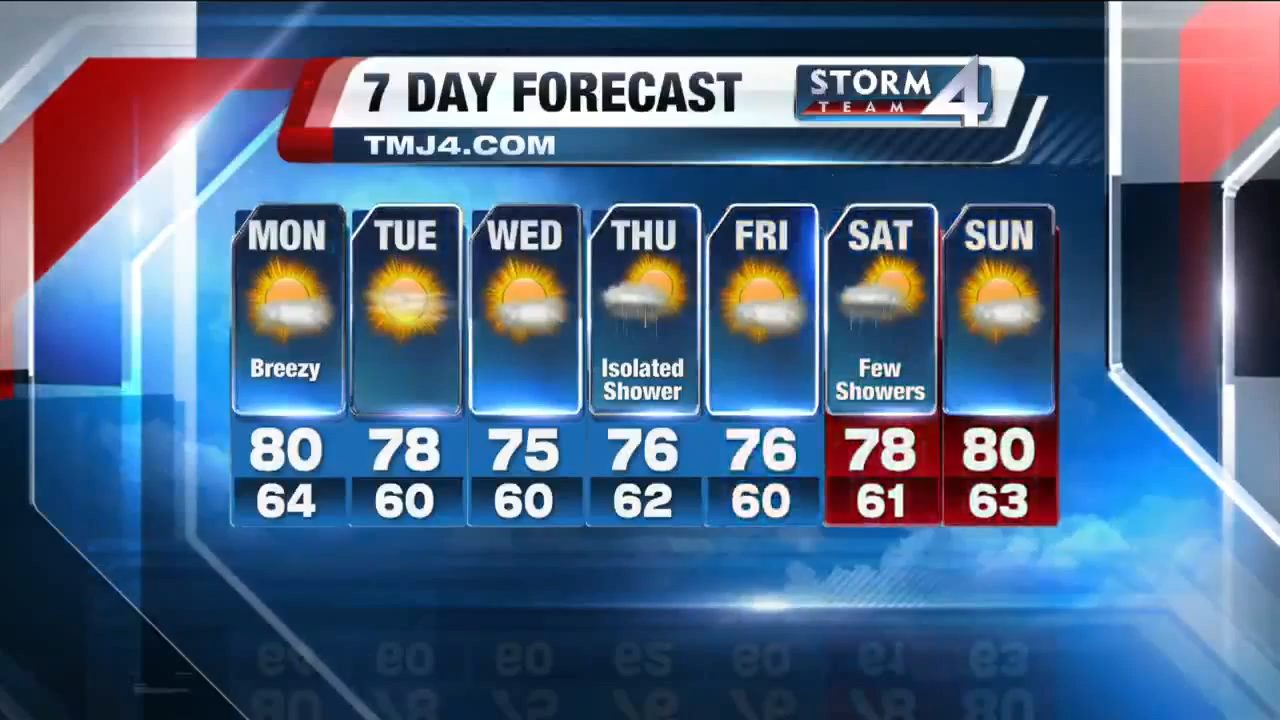 7 DAY FORECAST
STORM 4
TEAM
TMJ4.COM
MON TUE WED THU FRI SAT SUN
Breezy Isolated Few
Shower Showers
80 78 75 76 76 78 80
64 60 60 62 60 61 63